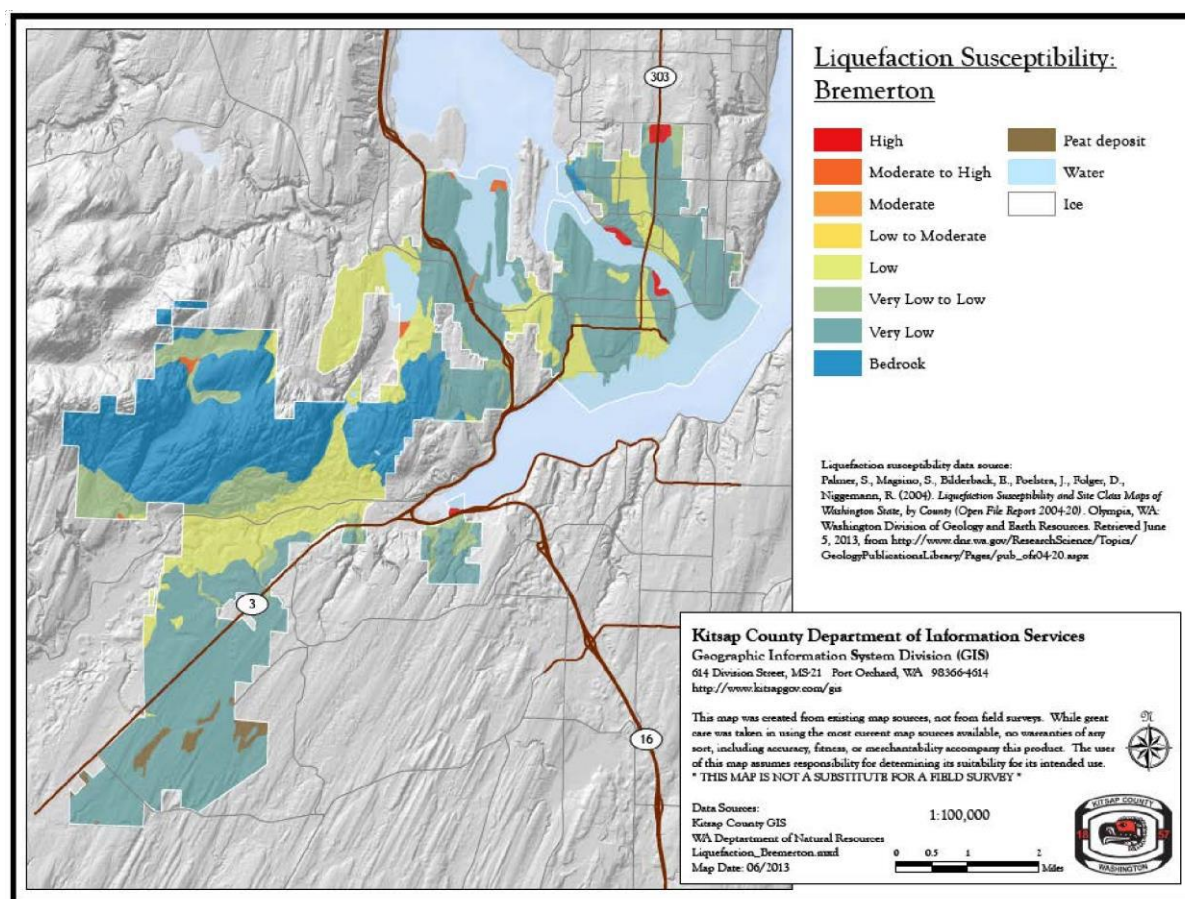 Liquefaction Susceptibility:
Bremerton
High
Moderate to High
Moderate
Low to Moderate
Low
Very Low to Low
Very Low
Bedrock
Peat deposit
Water
Ice
303
3
16
Liquefaction susceptibility data source:
Palmer, S., Magsino, S., Bilderback, E., Poelstra, J., Folger, D.,
Niggemann, R. (2004). Liquefaction Susceptibility and Site Class Maps of
Washington State, by County (Open File Report 2004-20). Olympia, WA:
Washington Division of Geology and Earth Resources. Retrieved June
5, 2013, from http://www.dnr.wa.gov/ResearchScience/Topics/
GeologyPublicationsLibrary/Pages/pub_ofr04-20.aspx
Kitsap County Department of Information Services
Geographic Information System Division (GIS)
614 Division Street, MS-21 Port Orchard, WA 98366-4614
http://www.kitsapgov.com/gis
This map was created from existing map sources, not from field surveys. While great
care was taken in using the most current map sources available, no warranties of any
sort, including accuracy, fitness, or merchantability accompany this product. The user
of this map assumes responsibility for determining its suitability for its intended use.
* THIS MAP IS NOT A SUBSTITUTE FOR A FIELD SURVEY *
N
Data Sources:
Kitsap County GIS
WA Department of Natural Resources
Liquefaction_Bremerton.mxd
Map Date: 06/2013
1:100,000
0 0.5 1 2
Miles
KITSAP COUNTY
18 57
WASHINGTON